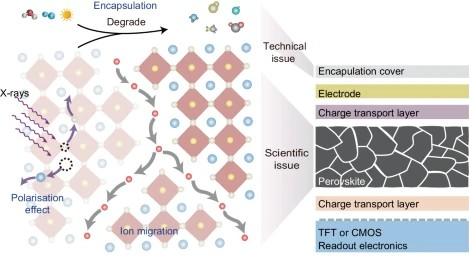 Encapsulation
Degrade
X-rays
Polarisation
effect
Ion migration
Technical
issue
Scientific
issue
Encapulation cover
Electrode
Charge transport layer
Perovskite
Charge transport layer
TFT or CMOS
Readout electronics